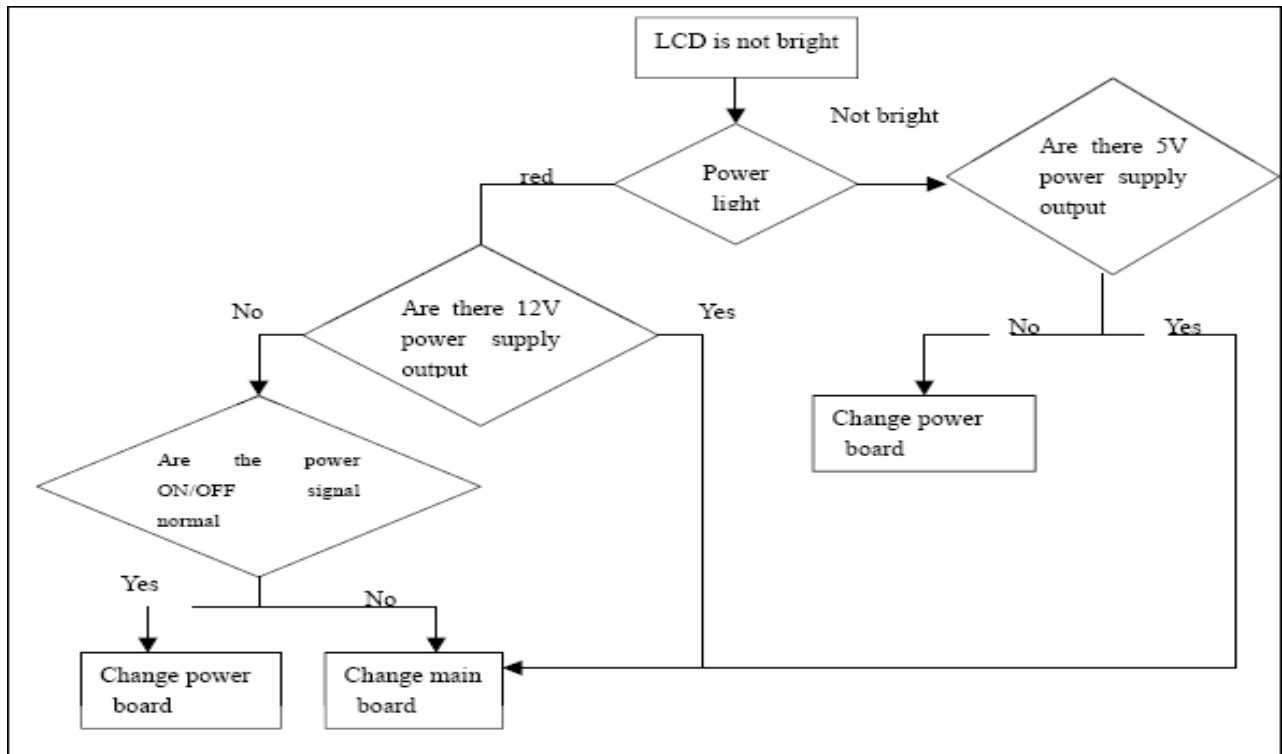 LCD is not bright
Not bright
Are there 5V
power supply
output
Power
light
red
No
Are there 12V
power supply
output
Yes
No
Yes
Change power
board
Are the power
ON/OFF signal
normal
Yes
No
Change power
board
Change main
board